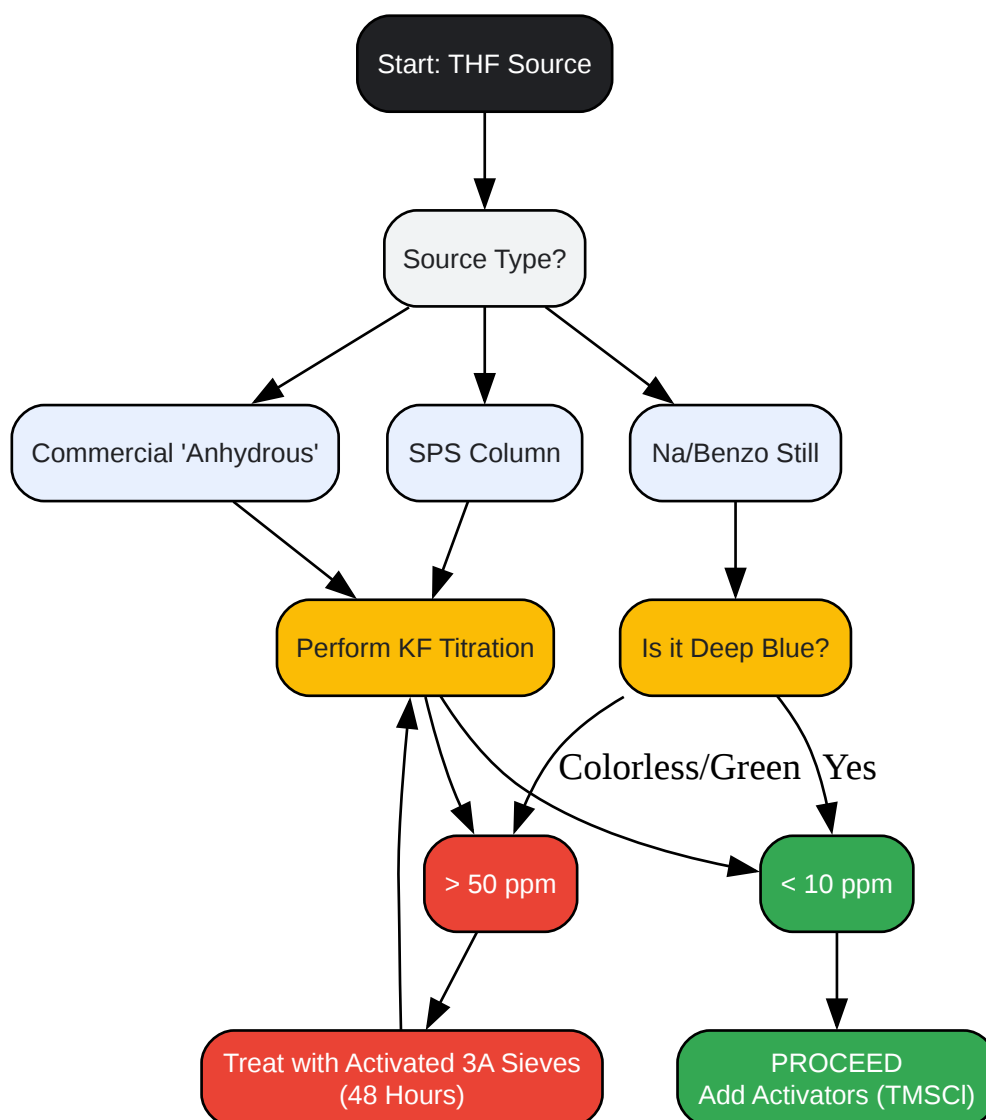 Start: THF Source
Source Type?
Commercial 'Anhydrous'
SPS Column
Na/Benzo Still
Perform KF Titration
Is it Deep Blue?
Colorless/Green
Yes
> 50 ppm
< 10 ppm
Treat with Activated 3A Sieves
(48 Hours)
PROCEED
Add Activators (TMSCl)